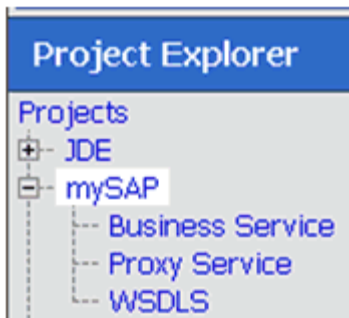 Project Explorer
Projects
JDE
mySAP
Business Service
Proxy Service
WSDLS